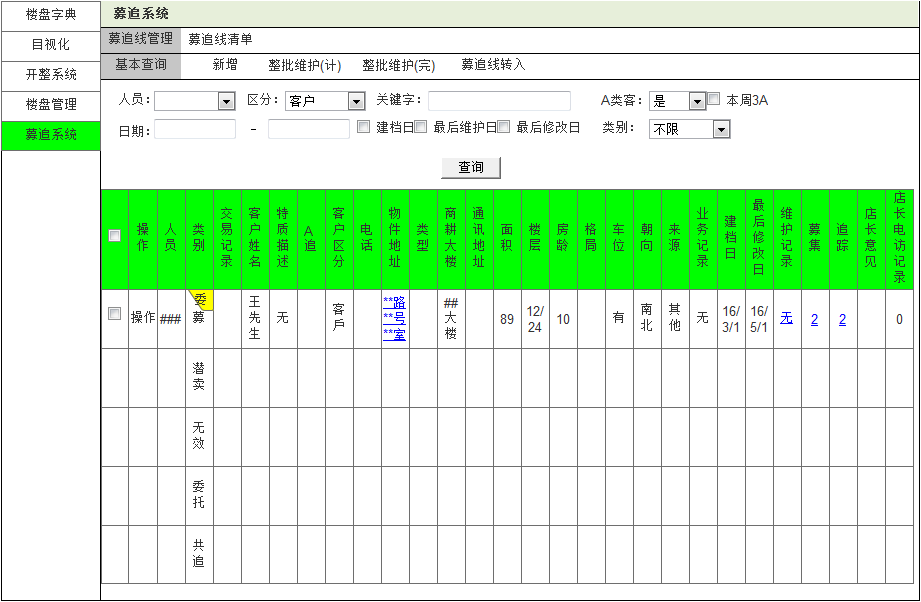 楼盘字典
目视化
开整系统
楼盘管理
募追系统
募追系统
募追线管理 募追线清单
基本查询 新增 整批维护(计) 整批维护(完) 募追线转入
人员: 区分: 客户 关键字: A类客: 是 本周3A
日期: - 建档日 最后维护日 最后修改日 类别: 不限
查询
操作 人员 类别 交易记录 客户姓名 特质描述 A追 客户区分 电话 物件地址 类型 商耕大楼 通讯地址 面积 楼层 房龄 格局 车位 朝向 来源 业务记录 建档日 最后修改日 维护记录 募集 追踪 店长意见 店长电访记录
操作 ### 委募 王先生 无 客戶 **路**号**室 ##大楼 89 12/24 10 有 南北 其他 无 16/3/1 16/5/1 无 2 2 0
潜卖
无效
委托
共追